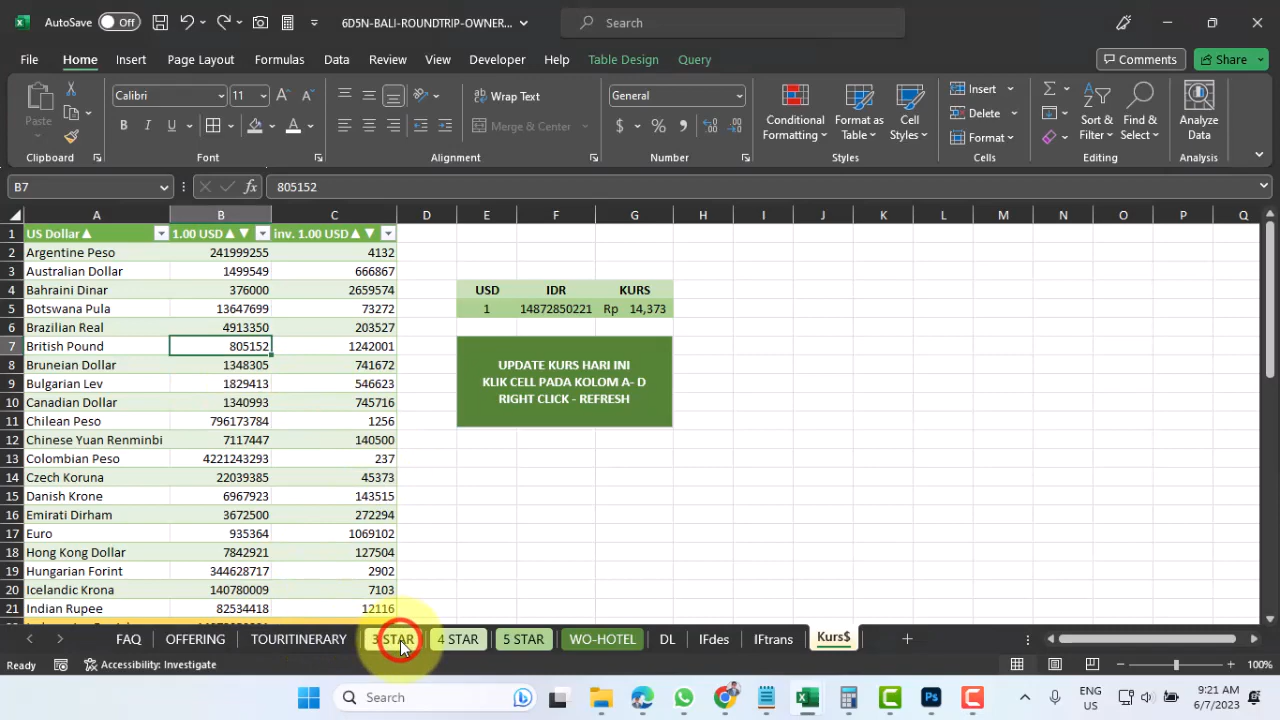 AutoSave Off 6D5N-BALI-ROUNDTRIP-OWNER... Search
File Home Insert Page Layout Formulas Data Review View Developer Help Table Design Query Comments Share
Paste Calibri 11 Wrap Text General Conditional Formatting Format as Table Cell Styles Insert Sort & Filter Find & Select Analyze Data
B I U Merge & Center $ % Delete
Format
Clipboard Font Alignment Number Styles Cells Editing Analysis
B7 fx 805152
A B C D E F G H I J K L M N O P Q
1 US Dollar▲ 1.00 USD▲▼ inv. 1.00 USD▲▼
2 Argentine Peso 241999255 4132
3 Australian Dollar 1499549 666867
4 Bahraini Dinar 376000 2659574 USD IDR KURS
5 Botswana Pula 13647699 73272 1 14872850221 Rp 14,373
6 Brazilian Real 4913350 203527
7 British Pound 805152 1242001
8 Bruneian Dollar 1348305 741672 UPDATE KURS HARI INI
9 Bulgarian Lev 1829413 546623 KLIK CELL PADA KOLOM A- D
10 Canadian Dollar 1340993 745716 RIGHT CLICK - REFRESH
11 Chilean Peso 796173784 1256
12 Chinese Yuan Renminbi 7117447 140500
13 Colombian Peso 4221243293 237
14 Czech Koruna 22039385 45373
15 Danish Krone 6967923 143515
16 Emirati Dirham 3672500 272294
17 Euro 935364 1069102
18 Hong Kong Dollar 7842921 127504
19 Hungarian Forint 344628717 2902
20 Icelandic Krona 140780009 7103
21 Indian Rupee 82534418 12116
FAQ OFFERING TOURITINERARY 3 STAR 4 STAR 5 STAR WO-HOTEL DL IFdes IFtrans Kurs$
Ready Accessibility: Investigate 100%
Search ENG US 9:21 AM 6/7/2023